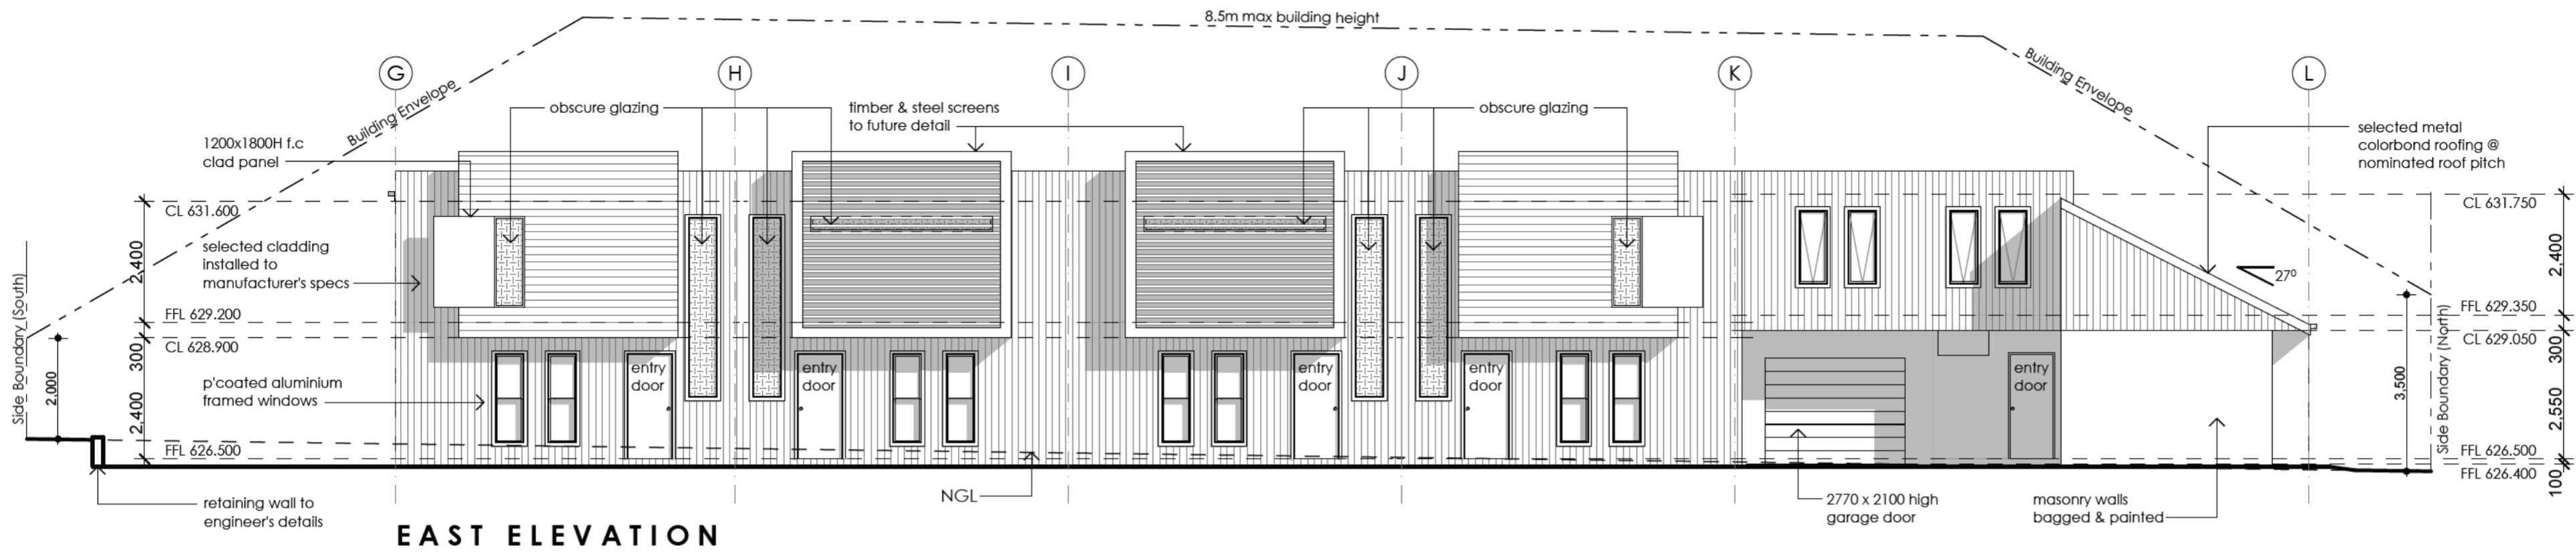 8.5m max building height
Building Envelope
Building Envelope
G
H
I
J
K
L
obscure glazing
timber & steel screens
to future detail
obscure glazing
1200x1800H f.c
clad panel
selected metal
colorbond roofing @
nominated roof pitch
CL 631.600
CL 631.750
selected cladding
installed to
manufacturer's specs
2,400
2,400
27⁰
FFL 629.200
FFL 629.350
300
CL 628.900
CL 629.050
300
Side Boundary (South)
2.000
p'coated aluminium
framed windows
2,400
entry
door
entry
door
entry
door
entry
door
entry
door
3.500
Side Boundary (North)
2,550
FFL 626.500
FFL 626.500
FFL 626.400
100
retaining wall to
engineer's details
NGL
2770 x 2100 high
garage door
masonry walls
bagged & painted
EAST ELEVATION